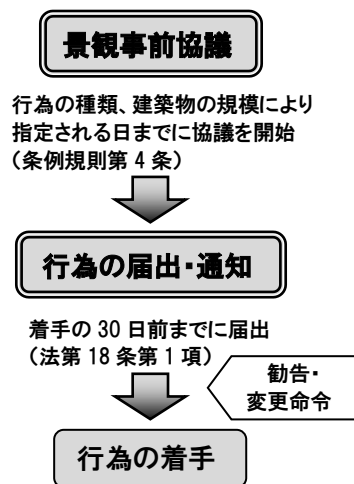 景観事前協議
行為の種類、建築物の規模により
指定される日までに協議を開始
（条例規則第 4 条）
行為の届出・通知
着手の 30 日前までに届出
（法第 18 条第 1 項）
勧告・
変更命令
行為の着手